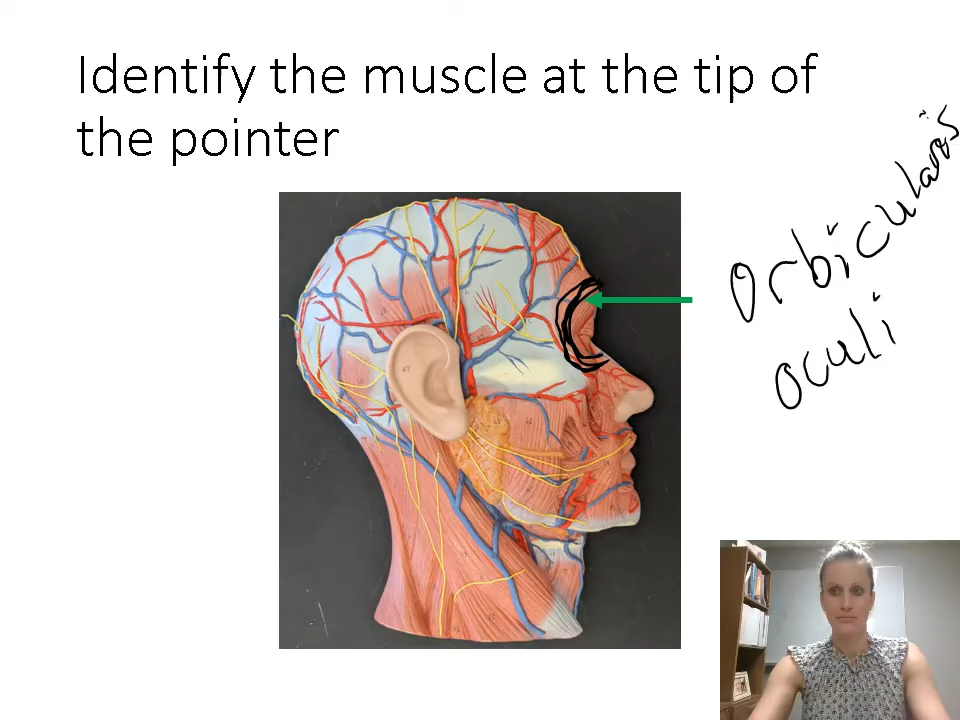 Identify the muscle at the tip of
the pointer
Orbicularis
oculi